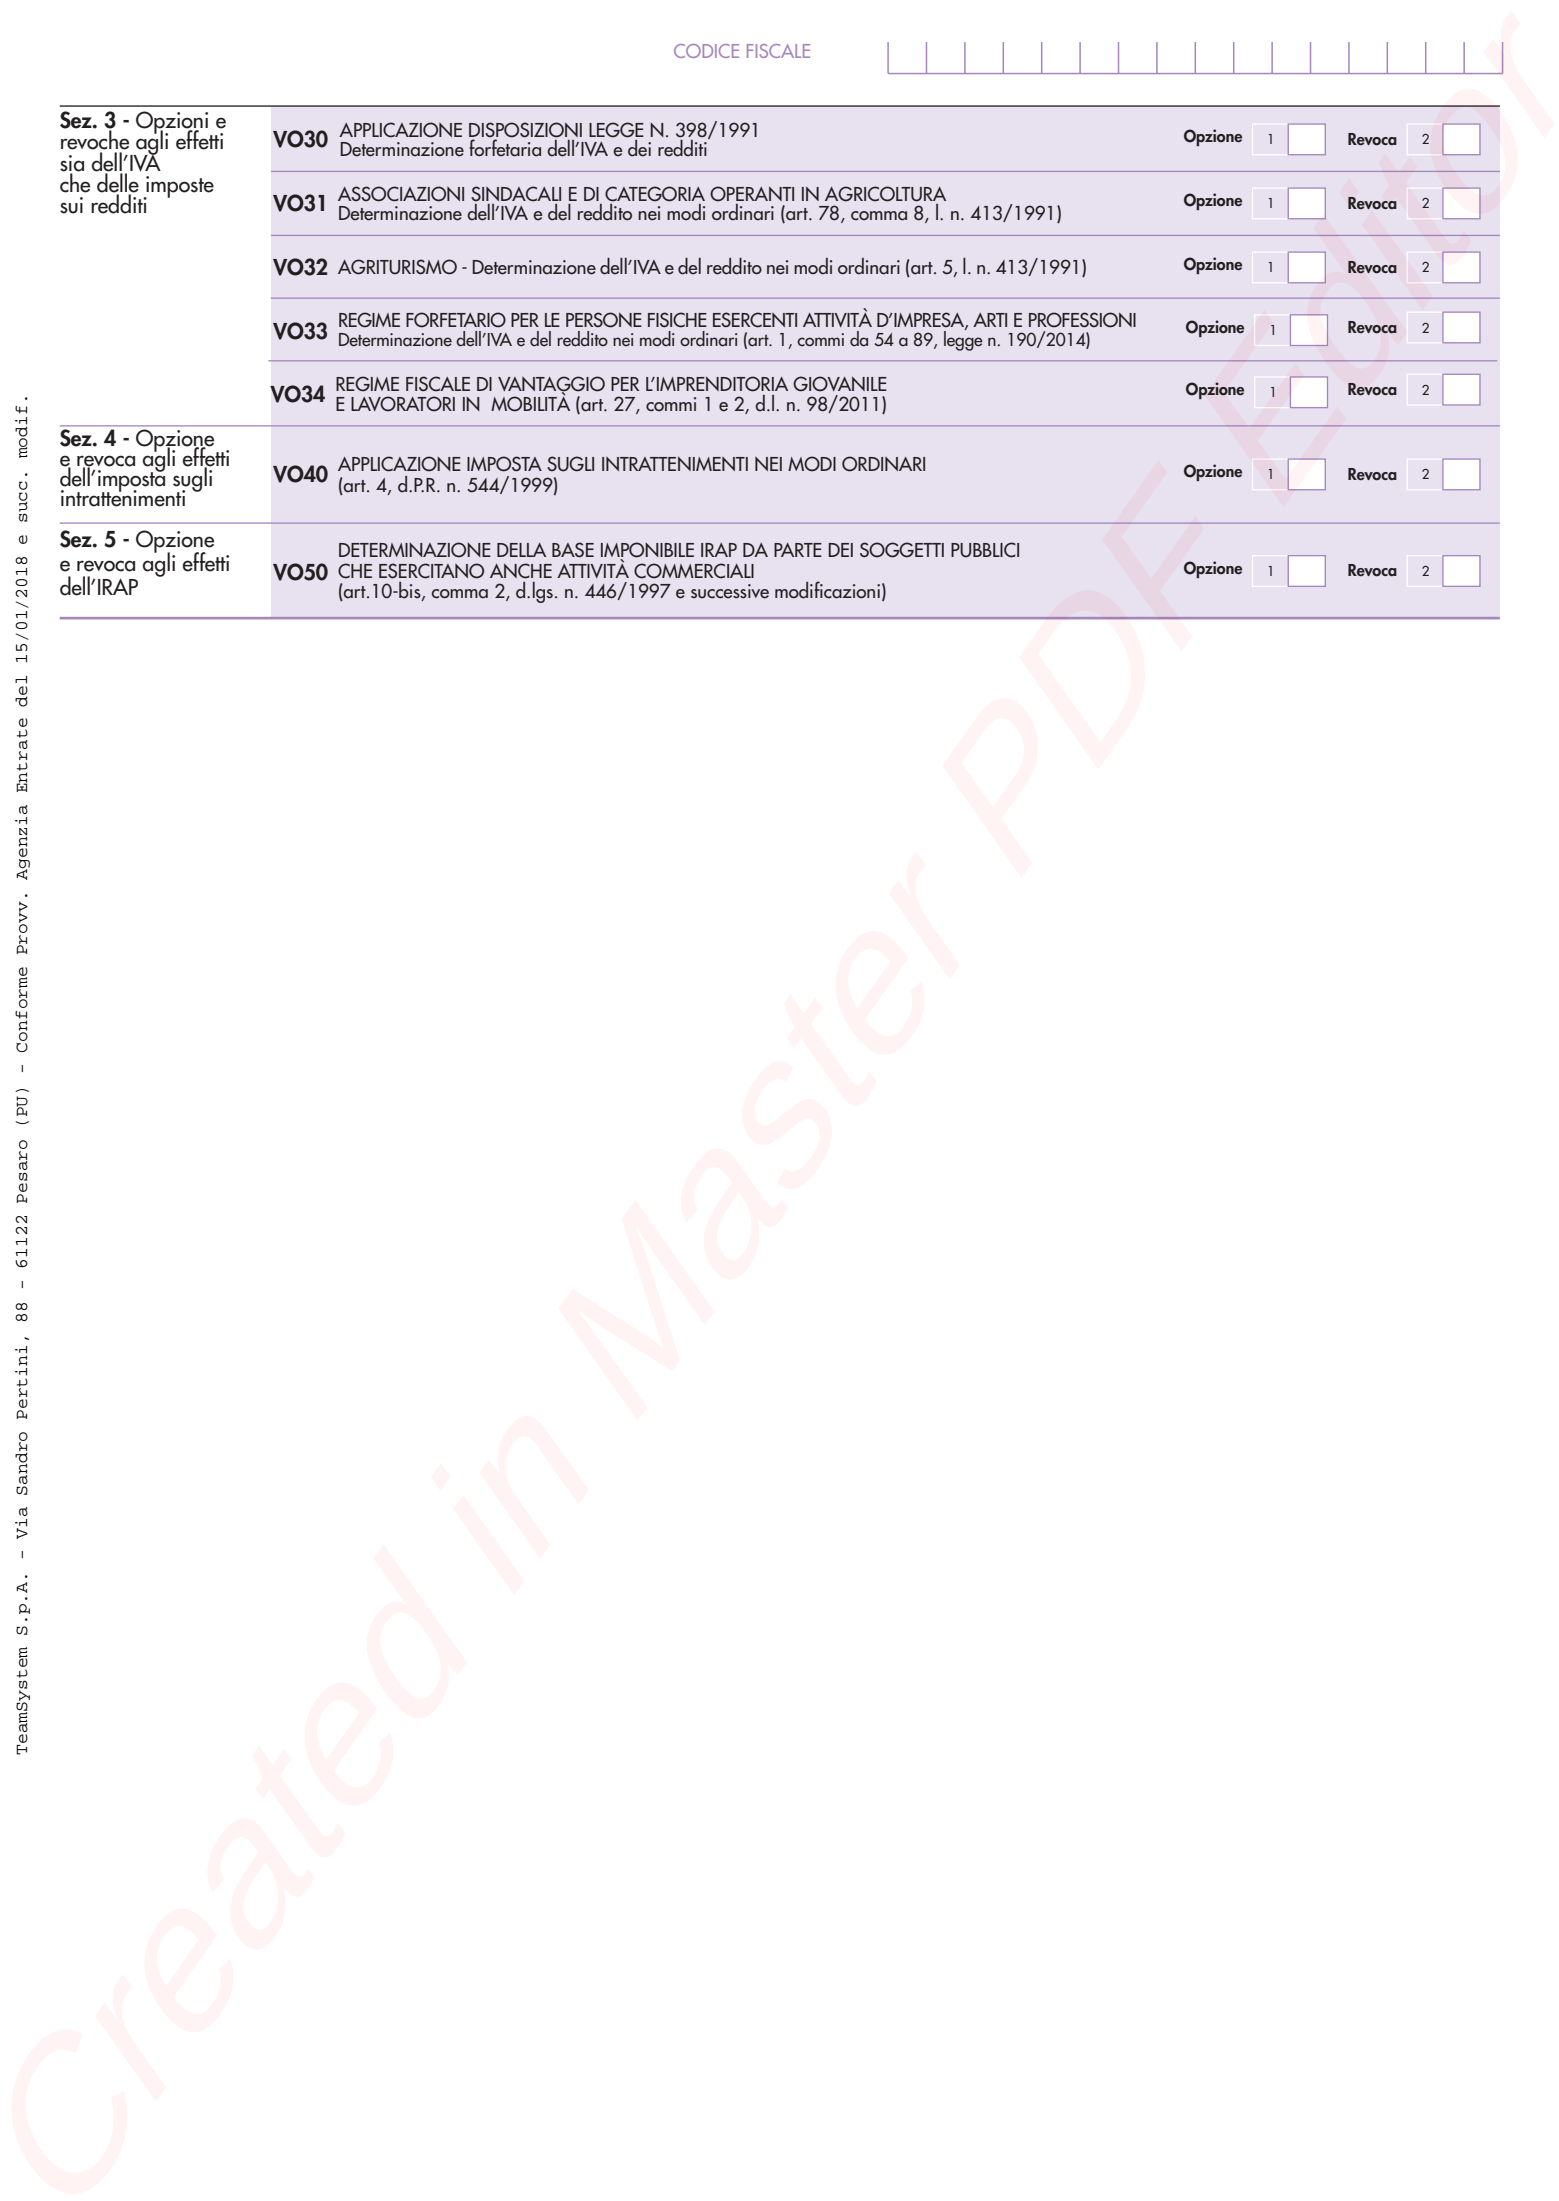 CODICE FISCALE
Sez. 3 - Opzioni e
revoche agli effetti
sia dell'IVA
che delle imposte
sui redditi
VO30 APPLICAZIONE DISPOSIZIONI LEGGE N. 398/1991
Determinazione forfetaria dell'IVA e dei redditi
Opzione 1 Revoca 2
VO31 ASSOCIAZIONI SINDACALI E DI CATEGORIA OPERANTI IN AGRICOLTURA
Determinazione dell'IVA e del reddito nei modi ordinari (art. 78, comma 8, l. n. 413/1991)
Opzione 1 Revoca 2
VO32 AGRITURISMO - Determinazione dell'IVA e del reddito nei modi ordinari (art. 5, l. n. 413/1991)
Opzione 1 Revoca 2
VO33 REGIME FORFETARIO PER LE PERSONE FISICHE ESERCENTI ATTIVITÀ D'IMPRESA, ARTI E PROFESSIONI
Determinazione dell'IVA e del reddito nei modi ordinari (art. 1, commi da 54 a 89, legge n. 190/2014)
Opzione 1 Revoca 2
VO34 REGIME FISCALE DI VANTAGGIO PER L'IMPRENDITORIA GIOVANILE
E LAVORATORI IN MOBILITÀ (art. 27, commi 1 e 2, d.l. n. 98/2011)
Opzione 1 Revoca 2
Sez. 4 - Opzione
e revoca agli effetti
dell'imposta sugli
intrattenimenti
VO40 APPLICAZIONE IMPOSTA SUGLI INTRATTENIMENTI NEI MODI ORDINARI
(art. 4, d.P.R. n. 544/1999)
Opzione 1 Revoca 2
Sez. 5 - Opzione
e revoca agli effetti
dell'IRAP
VO50 DETERMINAZIONE DELLA BASE IMPONIBILE IRAP DA PARTE DEI SOGGETTI PUBBLICI
CHE ESERCITANO ANCHE ATTIVITÀ COMMERCIALI
(art.10-bis, comma 2, d.lgs. n. 446/1997 e successive modificazioni)
Opzione 1 Revoca 2
TeamSystem S.p.A. - Via Sandro Pertini, 88 - 61122 Pesaro (PU) - Conforme Provv. Agenzia Entrate del 15/01/2018 e succ. modif.
Created in Master PDF Editor